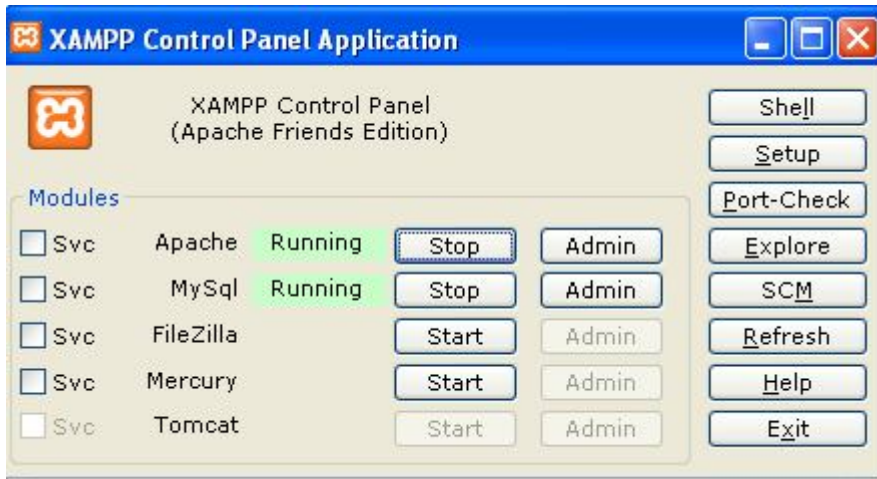 XAMPP Control Panel Application
XAMPP Control Panel
(Apache Friends Edition)
Shell
Setup
Port-Check
Modules
Svc Apache Running Stop Admin Explore
Svc MySql Running Stop Admin SCM
Svc FileZilla Start Admin Refresh
Svc Mercury Start Admin Help
Svc Tomcat Start Admin Exit